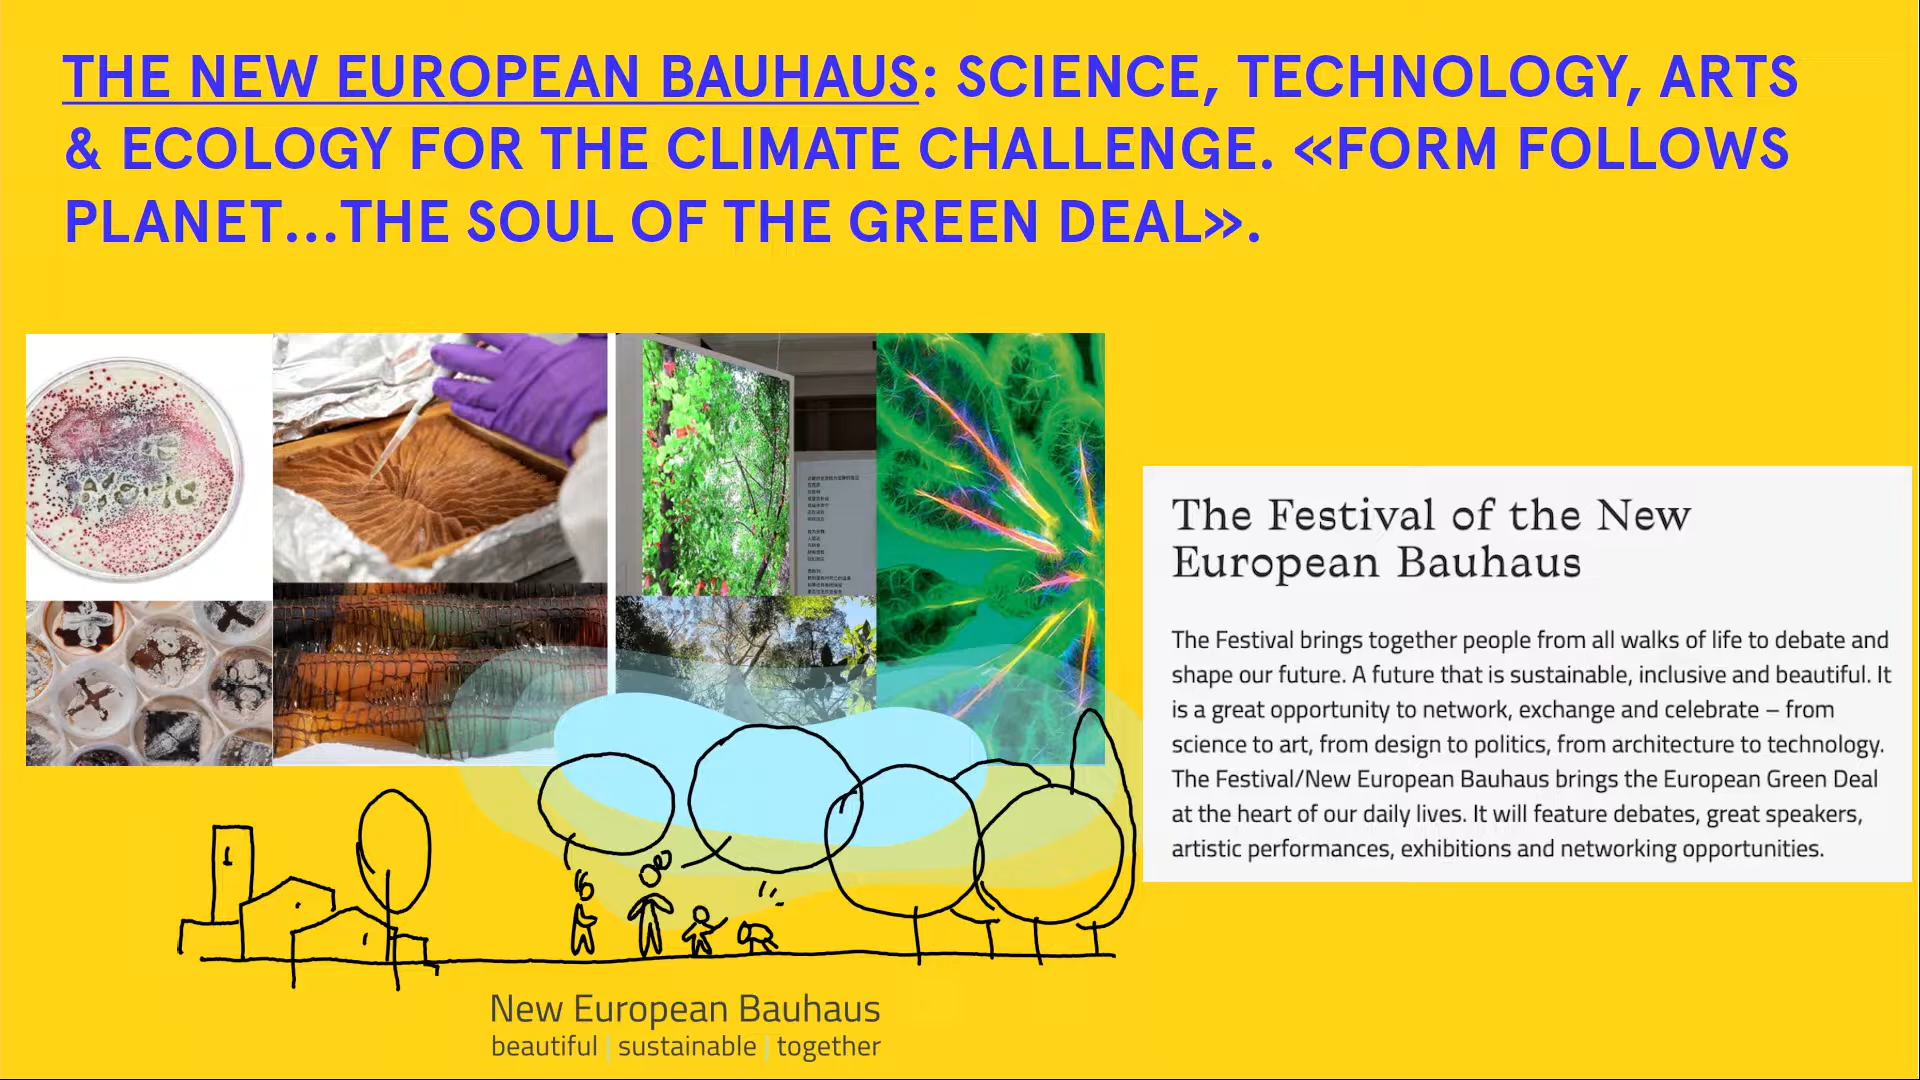 THE NEW EUROPEAN BAUHAUS: SCIENCE, TECHNOLOGY, ARTS
& ECOLOGY FOR THE CLIMATE CHALLENGE. «FORM FOLLOWS
PLANET...THE SOUL OF THE GREEN DEAL».
The Festival of the New
European Bauhaus
The Festival brings together people from all walks of life to debate and
shape our future. A future that is sustainable, inclusive and beautiful. It
is a great opportunity to network, exchange and celebrate – from
science to art, from design to politics, from architecture to technology.
The Festival/New European Bauhaus brings the European Green Deal
at the heart of our daily lives. It will feature debates, great speakers,
artistic performances, exhibitions and networking opportunities.
New European Bauhaus
beautiful | sustainable | together